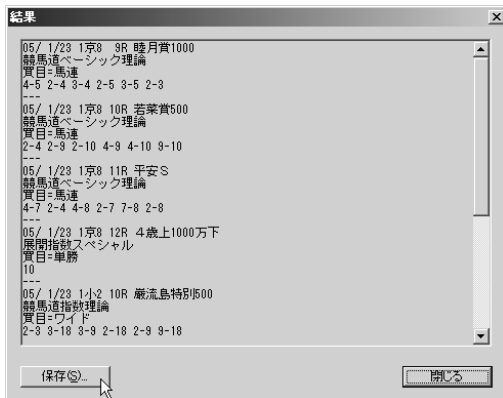 結果
05/ 1/23 1京8  9R 睦月賞1000
競馬道ベーシック理論
買目=馬連
4-5 2-4 3-4 2-5 3-5 2-3
---
05/ 1/23 1京8 10R 若菜賞500
競馬道ベーシック理論
買目=馬連
2-4 2-9 2-10 4-9 4-10 9-10
---
05/ 1/23 1京8 11R 平安Ｓ
競馬道ベーシック理論
買目=馬連
4-7 2-4 4-8 2-7 7-8 2-8
---
05/ 1/23 1京8 12R ４歳上1000万下
展開指数スペシャル
買目=単勝
10
---
05/ 1/23 1小2 10R 巌流島特別500
競馬道指数理論
買目=ワイド
2-3 3-18 3-9 2-18 2-9 9-18
保存(S)...
閉じる